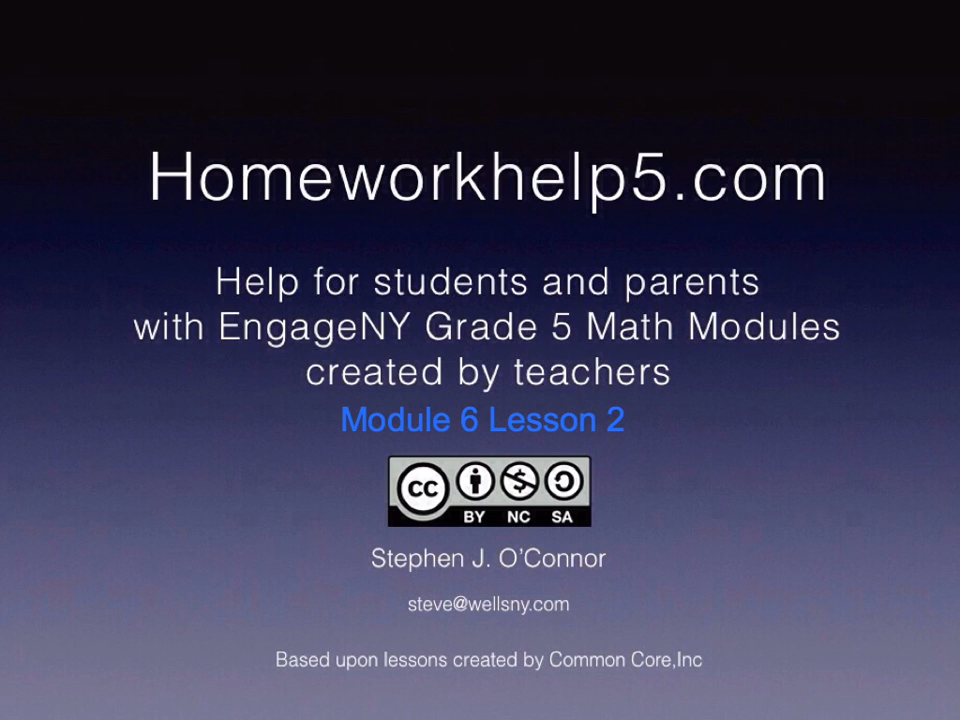 Homeworkhelp5.com
Help for students and parents
with EngageNY Grade 5 Math Modules
created by teachers
Module 6 Lesson 2
cc
BY NC SA
Stephen J. O’Connor
steve@wellsny.com
Based upon lessons created by Common Core,Inc